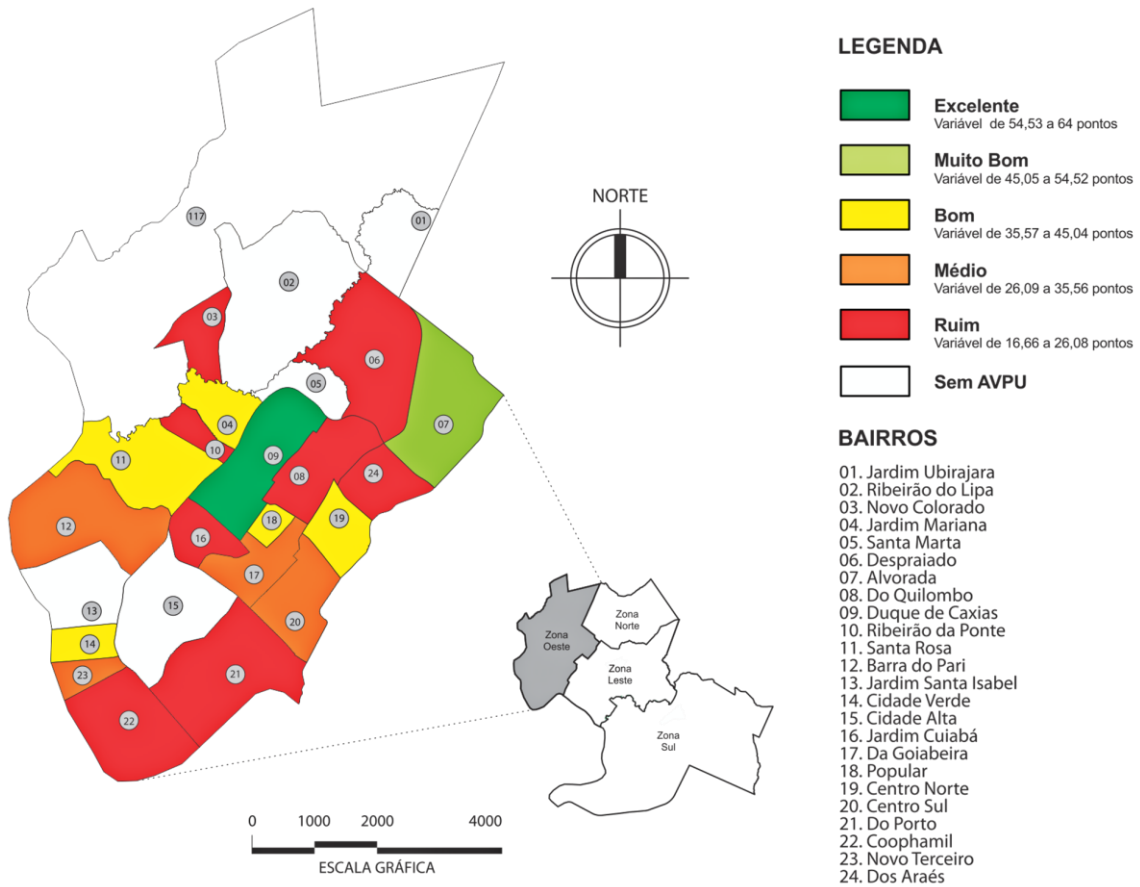 117
01
02
03
06
05
04
07
10
09
11
08
24
18
19
12
16
17
15
13
20
14
23
21
22
NORTE
Zona
Oeste
Zona
Norte
Zona
Leste
Zona
Sul
0 1000 2000 4000
ESCALA GRÁFICA
LEGENDA
Excelente
Variável de 54,53 a 64 pontos
Muito Bom
Variável de 45,05 a 54,52 pontos
Bom
Variável de 35,57 a 45,04 pontos
Médio
Variável de 26,09 a 35,56 pontos
Ruim
Variável de 16,66 a 26,08 pontos
Sem AVPU
BAIRROS
01. Jardim Ubirajara
02. Ribeirão do Lipa
03. Novo Colorado
04. Jardim Mariana
05. Santa Marta
06. Despraiado
07. Alvorada
08. Do Quilombo
09. Duque de Caxias
10. Ribeirão da Ponte
11. Santa Rosa
12. Barra do Pari
13. Jardim Santa Isabel
14. Cidade Verde
15. Cidade Alta
16. Jardim Cuiabá
17. Da Goiabeira
18. Popular
19. Centro Norte
20. Centro Sul
21. Do Porto
22. Coophamil
23. Novo Terceiro
24. Dos Araés